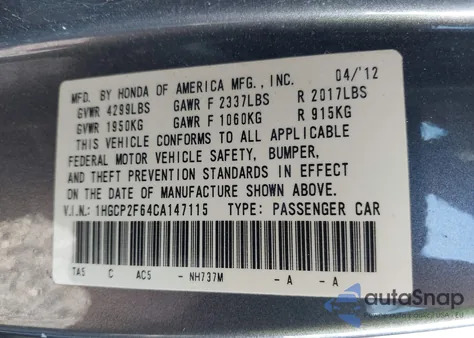 MFD. BY HONDA OF AMERICA MFG., INC. 04/'12
GVWR 4299LBS GAWR F 2337LBS R 2017LBS
GVWR 1950KG GAWR F 1060KG R 915KG
THIS VEHICLE CONFORMS TO ALL APPLICABLE
FEDERAL MOTOR VEHICLE SAFETY, BUMPER,
AND THEFT PREVENTION STANDARDS IN EFFECT
ON THE DATE OF MANUFACTURE SHOWN ABOVE.
V.I.N.: 1HGCP2F64CA147115 TYPE: PASSENGER CAR
TA5 C AC5 - NH737M - A - A
autoSnap